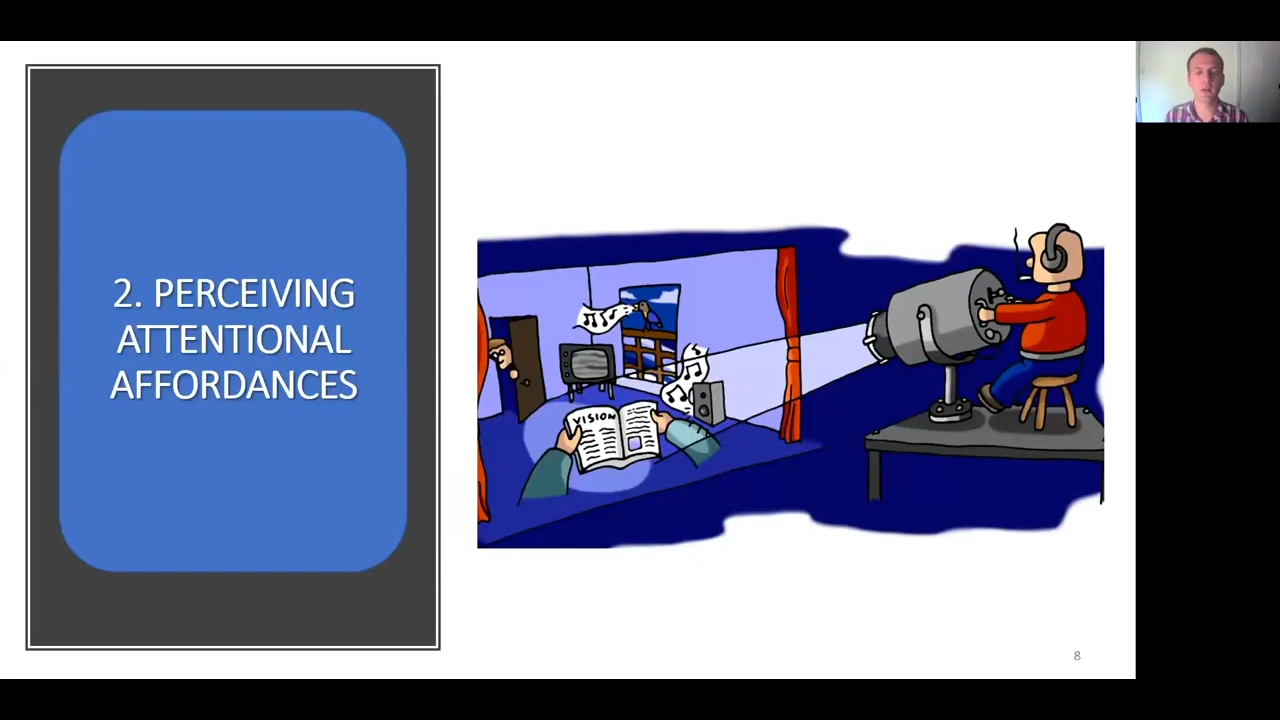 2. PERCEIVING
ATTENTIONAL
AFFORDANCES
VISION
8